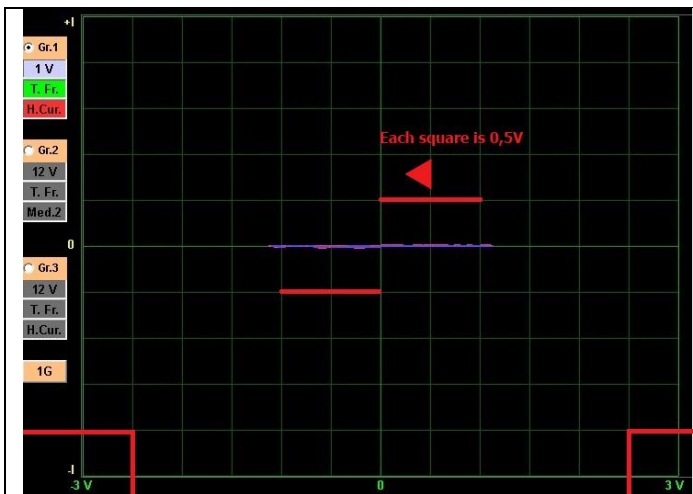 +I
Gr.1
1 V
T. Fr.
H.Cur.
Each square is 0,5V
Gr.2
12 V
T. Fr.
Med.2
0
Gr.3
12 V
T. Fr.
H.Cur.
1G
-I
-3 V
0
3 V